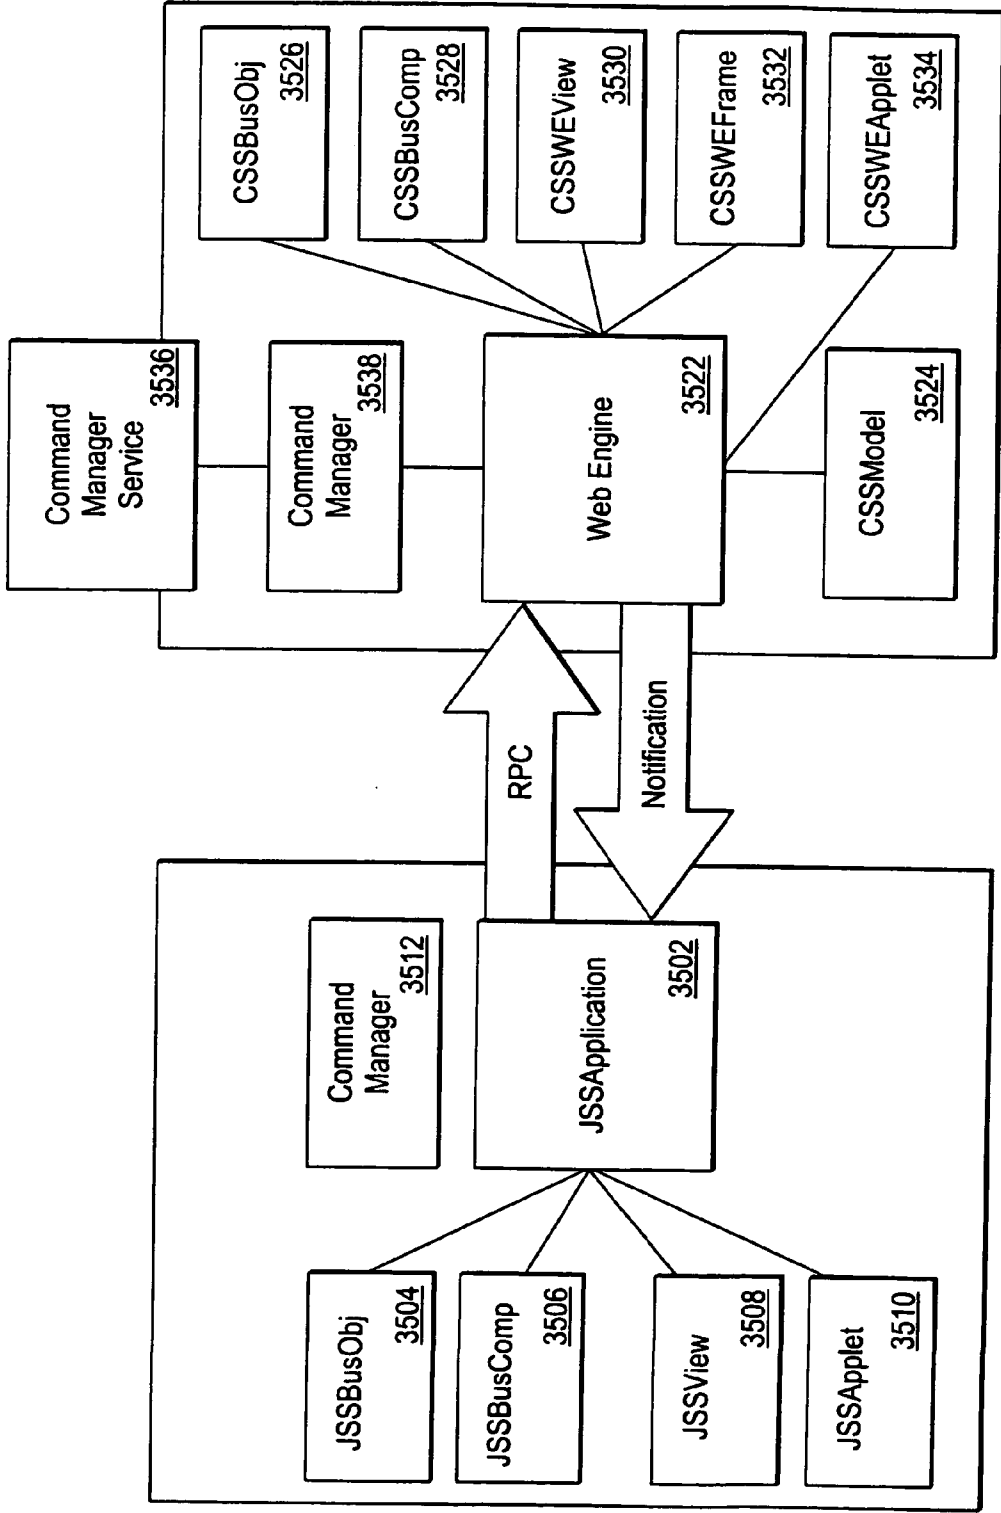 JSSBusObj
3504
JSSBusComp
3506
JSSView
3508
JSSApplet
3510
Command
Manager
3512
JSSApplication
3502
RPC
Notification
Command
Manager
Service
3536
Command
Manager
3538
Web Engine
3522
CSSModel
3524
CSSBusObj
3526
CSSBusComp
3528
CSSWEView
3530
CSSWEFrame
3532
CSSWEApplet
3534